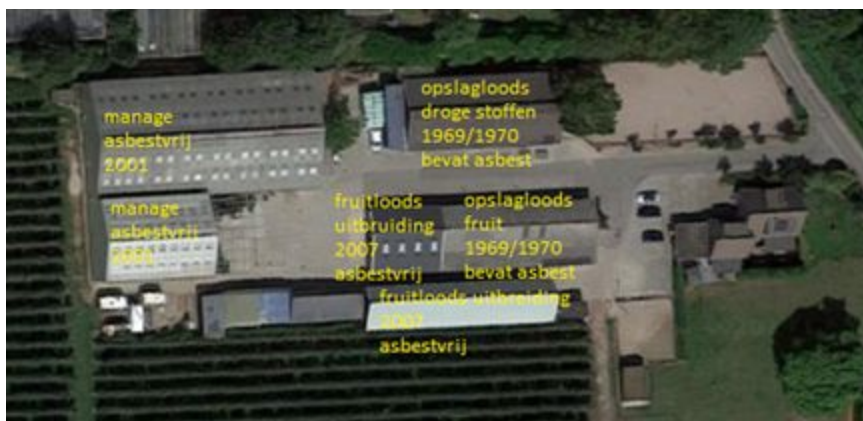 manage
asbestvrij
2001
opslagloods
droge stoffen
1969/1970
bevat asbest
manage
asbestvrij
2001
fruitloods
uitbruiding
2007
asbestvrij
opslagloods
fruit
1969/1970
bevat asbest
fruitloods uitbreiding
2007
asbestvrij